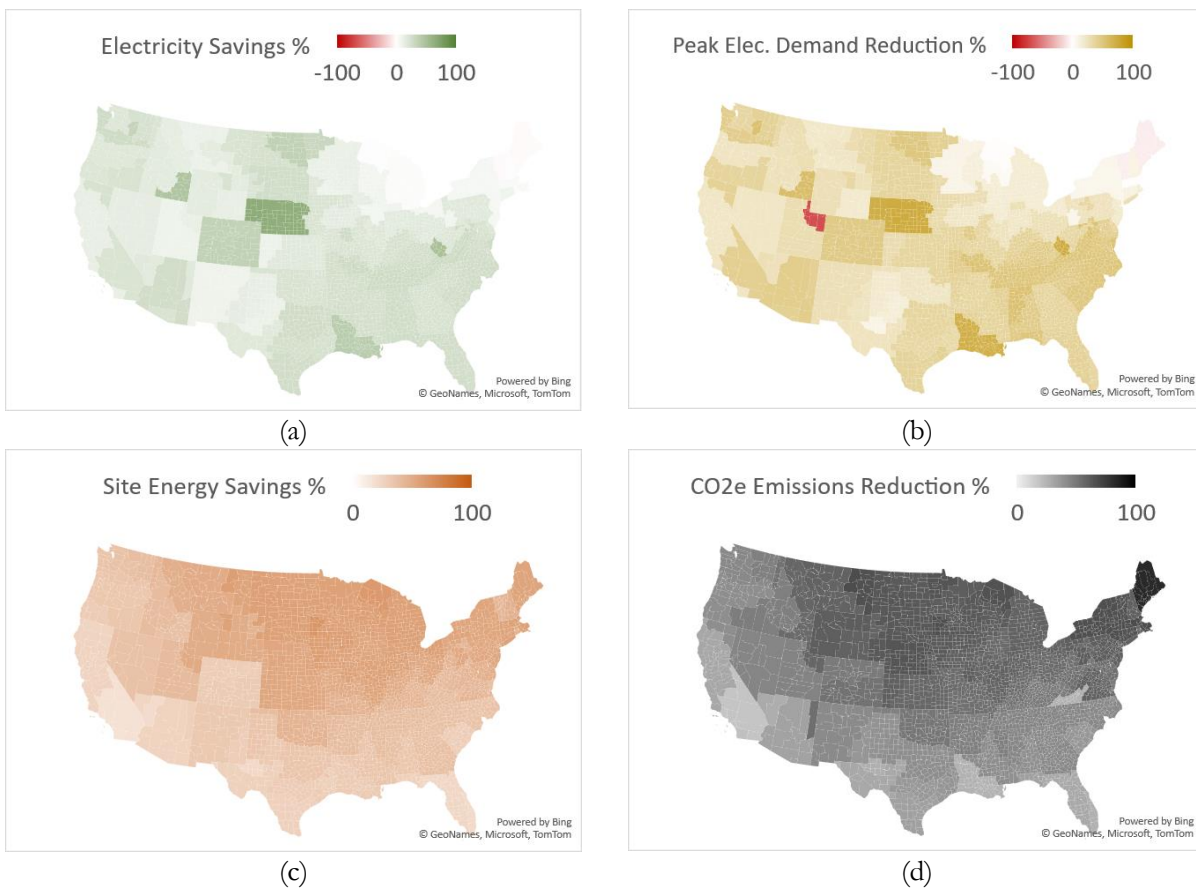 Electricity Savings %
-100 0 100
Powered by Bing
© GeoNames, Microsoft, TomTom
(a)
Peak Elec. Demand Reduction %
-100 0 100
Powered by Bing
© GeoNames, Microsoft, TomTom
(b)
Site Energy Savings %
0 100
Powered by Bing
© GeoNames, Microsoft, TomTom
(c)
CO2e Emissions Reduction %
0 100
Powered by Bing
© GeoNames, Microsoft, TomTom
(d)